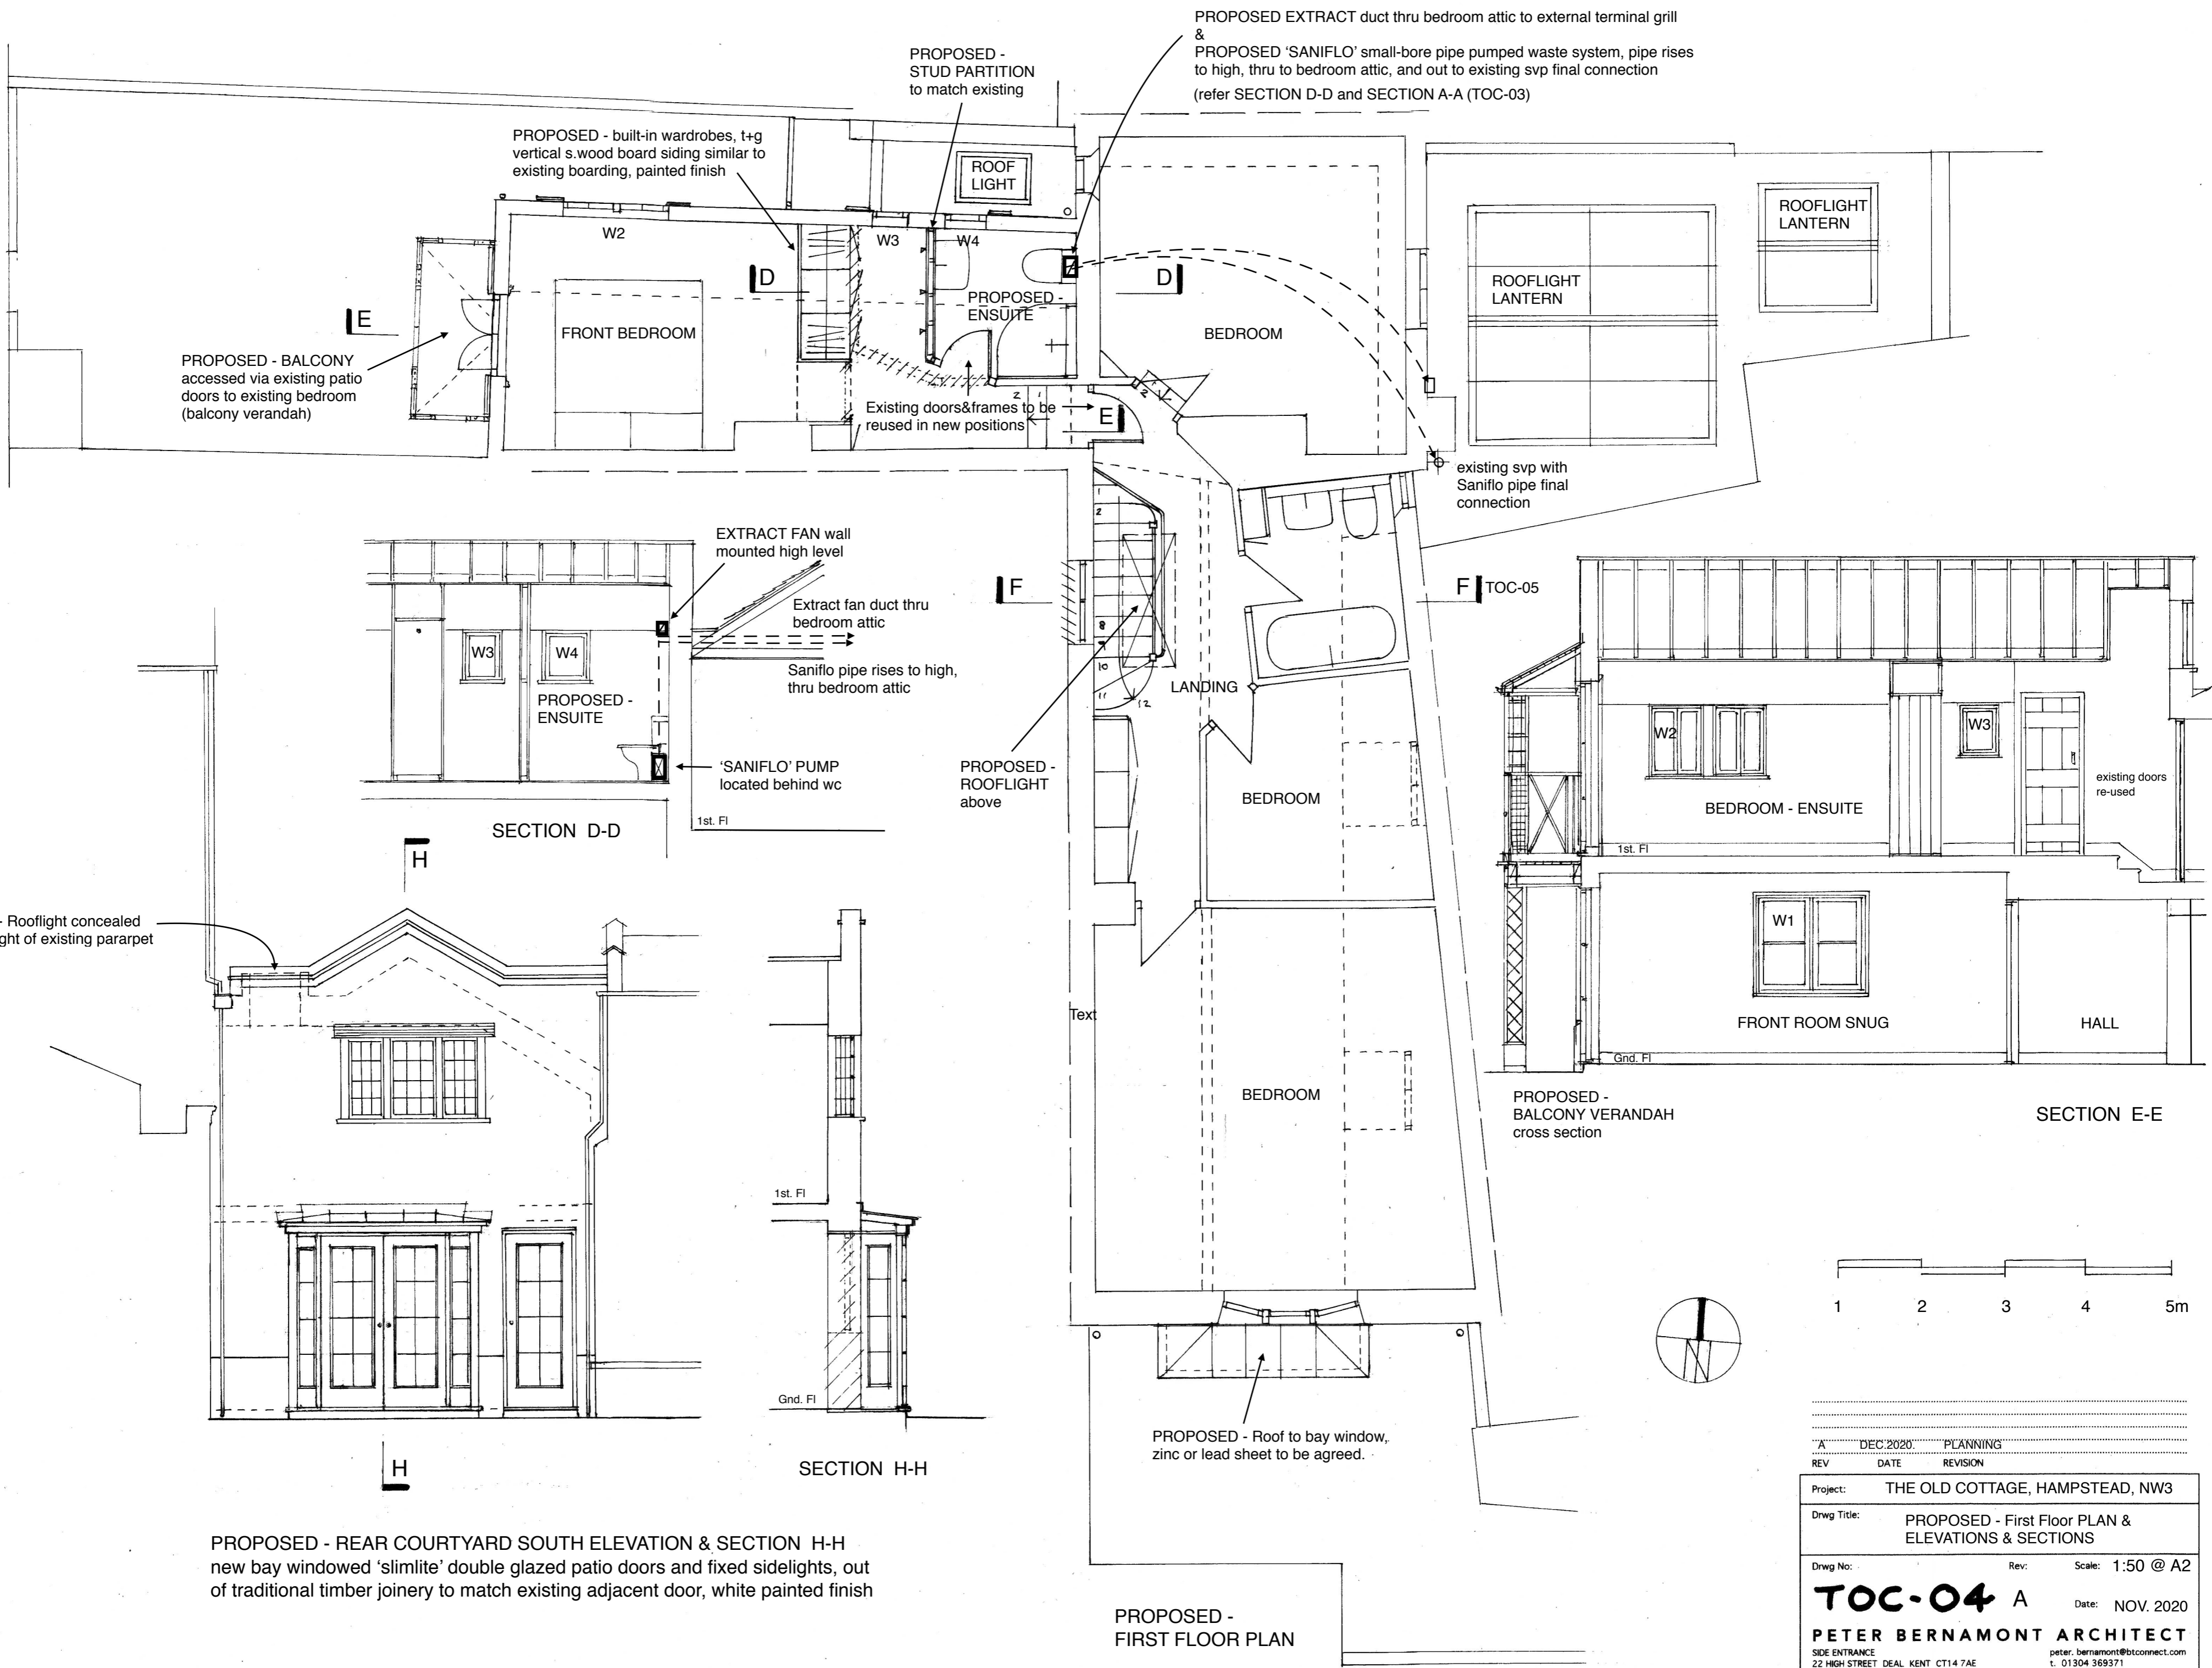 PROPOSED EXTRACT duct thru bedroom attic to external terminal grill
&
PROPOSED ‘SANIFLO’ small-bore pipe pumped waste system, pipe rises
to high, thru to bedroom attic, and out to existing svp final connection
(refer SECTION D-D and SECTION A-A (TOC-03)
PROPOSED -
STUD PARTITION
to match existing
PROPOSED - built-in wardrobes, t+g
vertical s.wood board siding similar to
existing boarding, painted finish
ROOF
LIGHT
ROOFLIGHT
LANTERN
ROOFLIGHT
LANTERN
W2
W3
W4
D
D
PROPOSED -
ENSUITE
E
FRONT BEDROOM
BEDROOM
PROPOSED - BALCONY
accessed via existing patio
doors to existing bedroom
(balcony verandah)
Existing doors&frames to be
reused in new positions
2
1
2
1
E
existing svp with
Saniflo pipe final
connection
EXTRACT FAN wall
mounted high level
Extract fan duct thru
bedroom attic
Saniflo pipe rises to high,
thru bedroom attic
W3
W4
PROPOSED -
ENSUITE
‘SANIFLO’ PUMP
located behind wc
1st. Fl
SECTION D-D
2
8
10
11
12
F
F
TOC-05
LANDING
PROPOSED -
ROOFLIGHT
above
BEDROOM
W2
W3
existing doors
re-used
BEDROOM - ENSUITE
1st. Fl
W1
FRONT ROOM SNUG
HALL
Gnd. Fl
PROPOSED -
BALCONY VERANDAH
cross section
SECTION E-E
H
- Rooflight concealed
ght of existing pararpet
Text
BEDROOM
1st. Fl
Gnd. Fl
H
SECTION H-H
PROPOSED - REAR COURTYARD SOUTH ELEVATION & SECTION H-H
new bay windowed ‘slimlite’ double glazed patio doors and fixed sidelights, out
of traditional timber joinery to match existing adjacent door, white painted finish
PROPOSED - Roof to bay window,
zinc or lead sheet to be agreed.
PROPOSED -
FIRST FLOOR PLAN
1 2 3 4 5m
N
A DEC.2020. PLANNING
REV DATE REVISION
Project: THE OLD COTTAGE, HAMPSTEAD, NW3
Drwg Title: PROPOSED - First Floor PLAN &
ELEVATIONS & SECTIONS
Drwg No: Rev: Scale: 1:50 @ A2
TOC-04 A Date: NOV. 2020
PETER BERNAMONT ARCHITECT
SIDE ENTRANCE peter. bernamont@btconnect.com
22 HIGH STREET DEAL KENT CT14 7AE t. 01304 369371